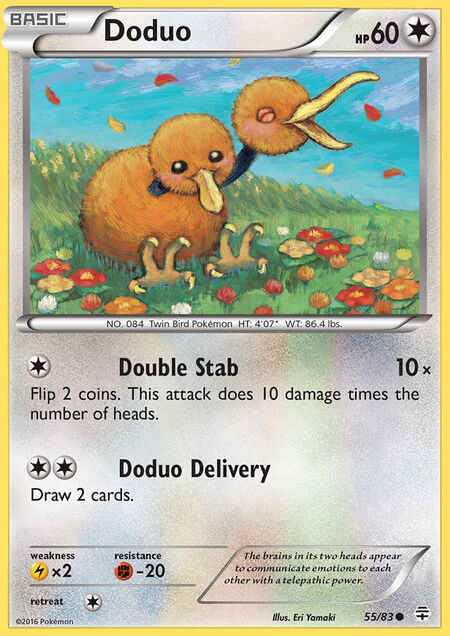 BASIC
Doduo
HP60
NO. 084 Twin Bird Pokémon HT: 4'07" WT: 86.4 lbs.
Double Stab 10×
Flip 2 coins. This attack does 10 damage times the
number of heads.
Doduo Delivery
Draw 2 cards.
weakness resistance
×2 -20
retreat
The brains in its two heads appear
to communicate emotions to each
other with a telepathic power.
©2016 Pokémon
Illus. Eri Yamaki
55/83